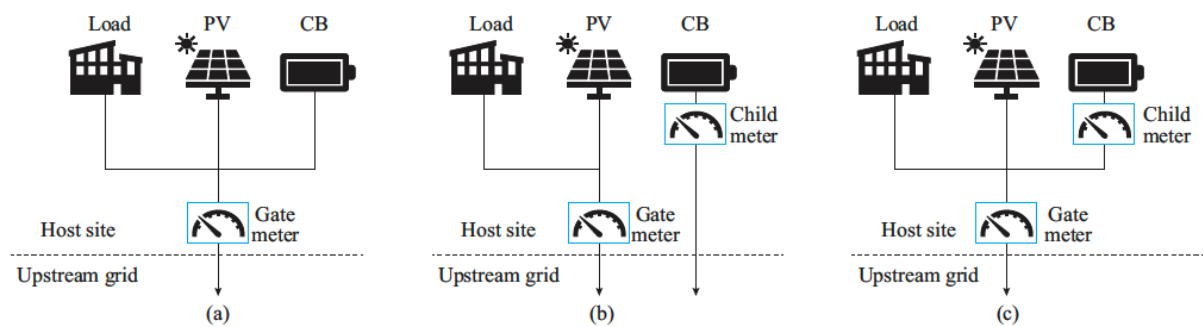 Load PV CB
Gate
meter
Host site
Upstream grid
(a)
Load PV CB
Child
meter
Gate
meter
Host site
Upstream grid
(b)
Load PV CB
Child
meter
Gate
meter
Host site
Upstream grid
(c)